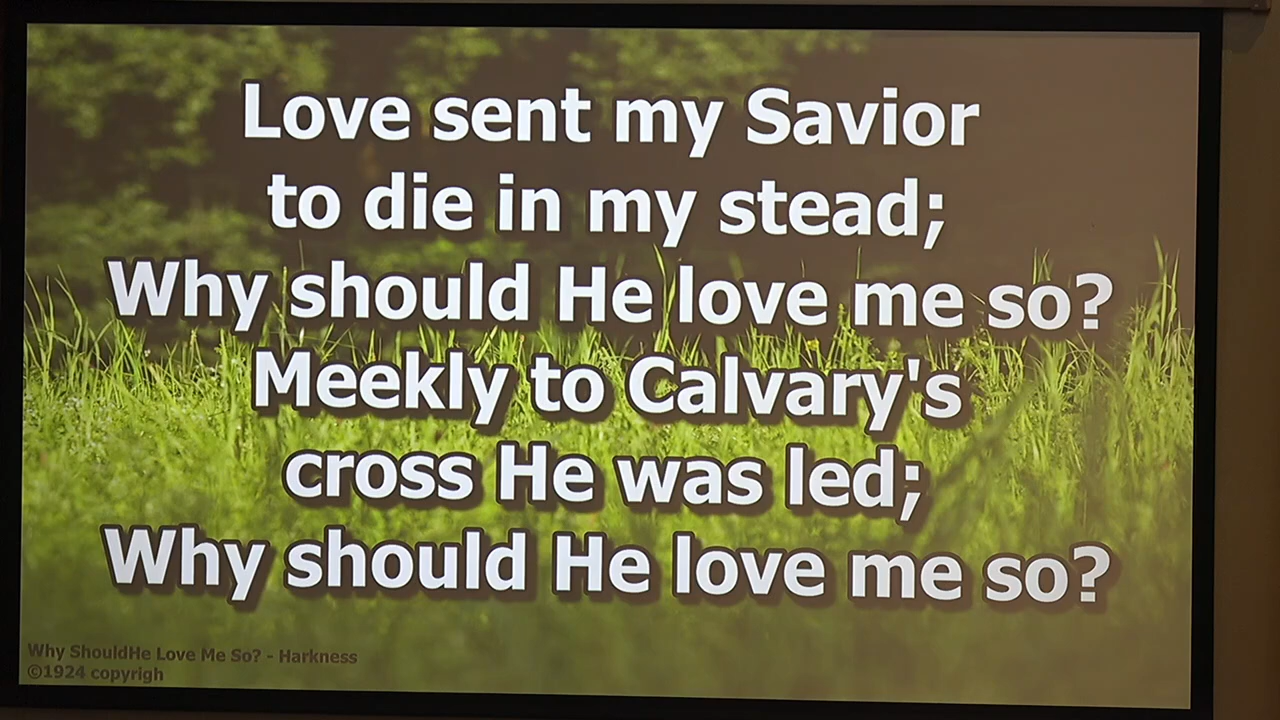 Love sent my Savior
to die in my stead;
Why should He love me so?
Meekly to Calvary's
cross He was led;
Why should He love me so?
Why ShouldHe Love Me So? - Harkness
©1924 copyrigh